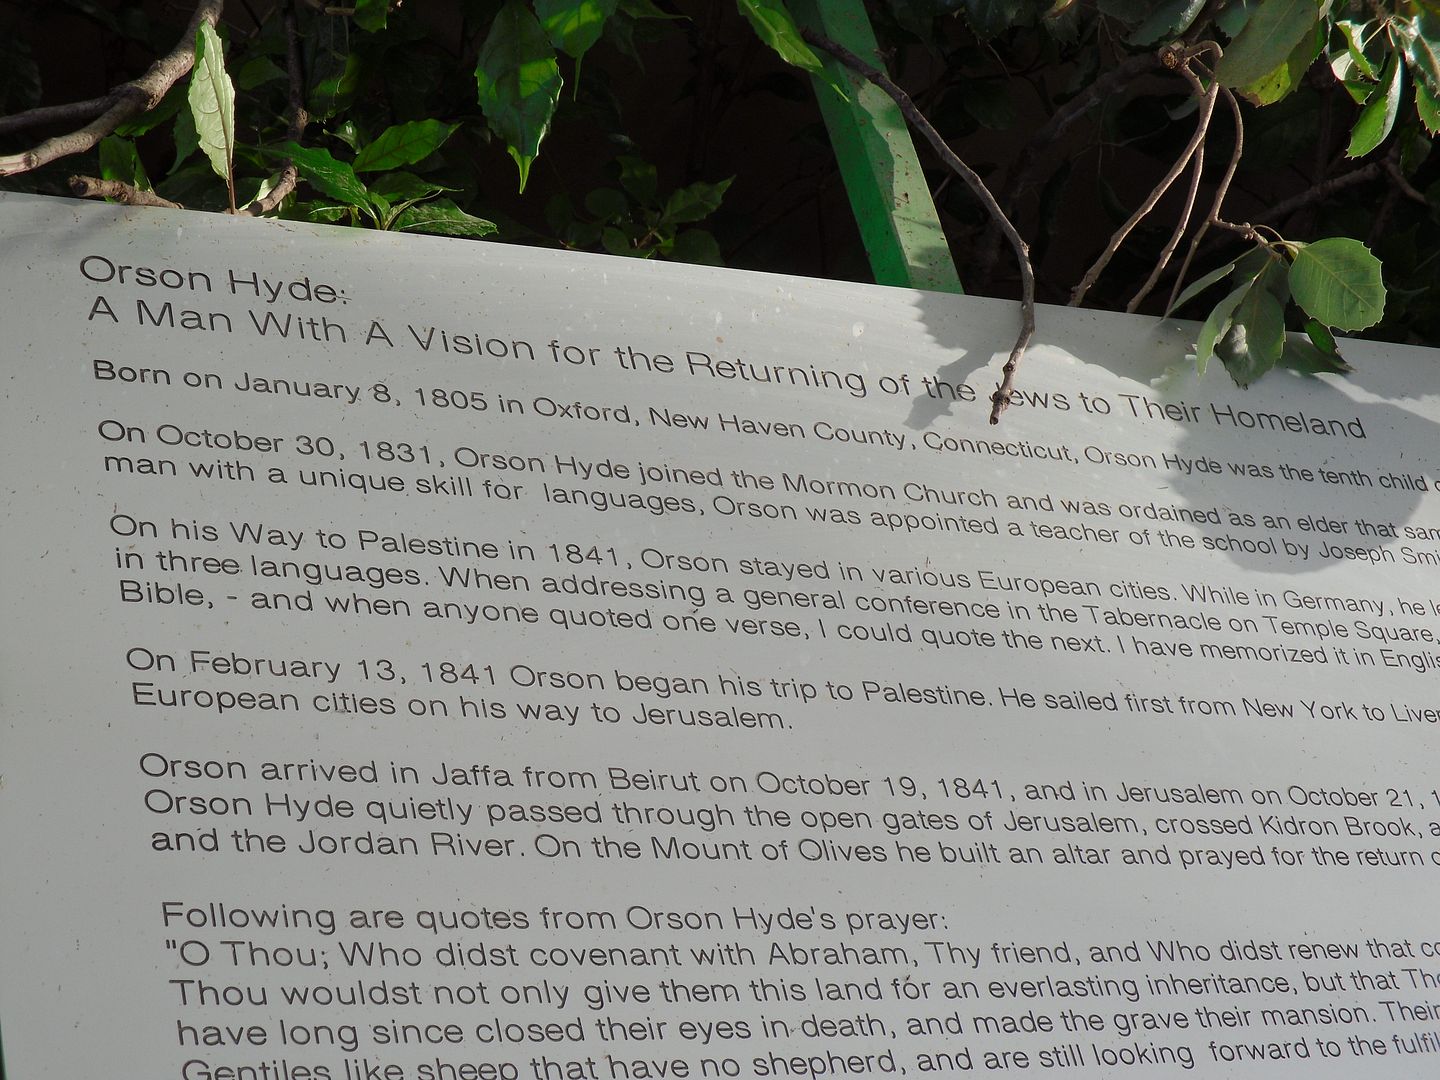 Orson Hyde:
A Man With A Vision for the Returning of the Jews to Their Homeland
Born on January 8, 1805 in Oxford, New Haven County, Connecticut, Orson Hyde was the tenth child
On October 30, 1831, Orson Hyde joined the Mormon Church and was ordained as an elder that
man with a unique skill for languages, Orson was appointed a teacher of the school by Joseph
On his Way to Palestine in 1841, Orson stayed in various European cities. While in Germany, he
in three languages. When addressing a general conference in the Tabernacle on Temple Square,
Bible, - and when anyone quoted one verse, I could quote the next. I have memorized it in
On February 13, 1841 Orson began his trip to Palestine. He sailed first from New York to
European cities on his way to Jerusalem.
Orson arrived in Jaffa from Beirut on October 19, 1841, and in Jerusalem on October 21,
Orson Hyde quietly passed through the open gates of Jerusalem, crossed Kidron Brook,
and the Jordan River. On the Mount of Olives he built an altar and prayed for the return
Following are quotes from Orson Hyde's prayer:
"O Thou; Who didst covenant with Abraham, Thy friend, and Who didst renew that
Thou wouldst not only give them this land for an everlasting inheritance, but that
have long since closed their eyes in death, and made the grave their mansion. Their
Gentiles like sheep that have no shepherd, and are still looking forward to the